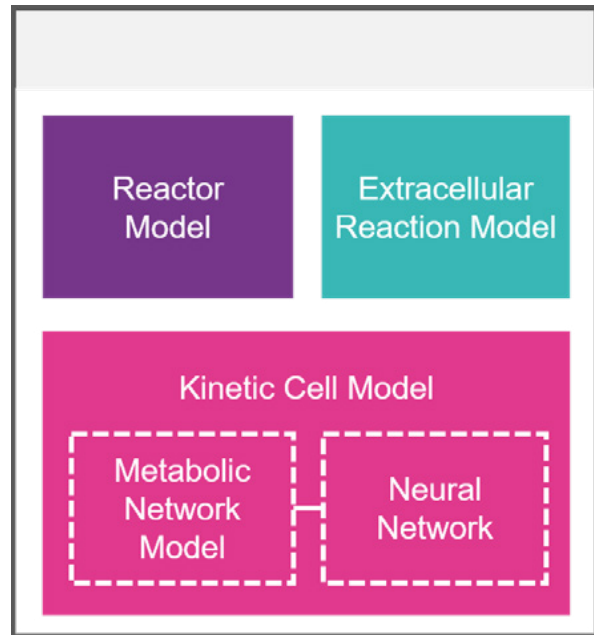 Reactor
Model
Extracellular
Reaction Model
Kinetic Cell Model
Metabolic
Network
Model
Neural
Network